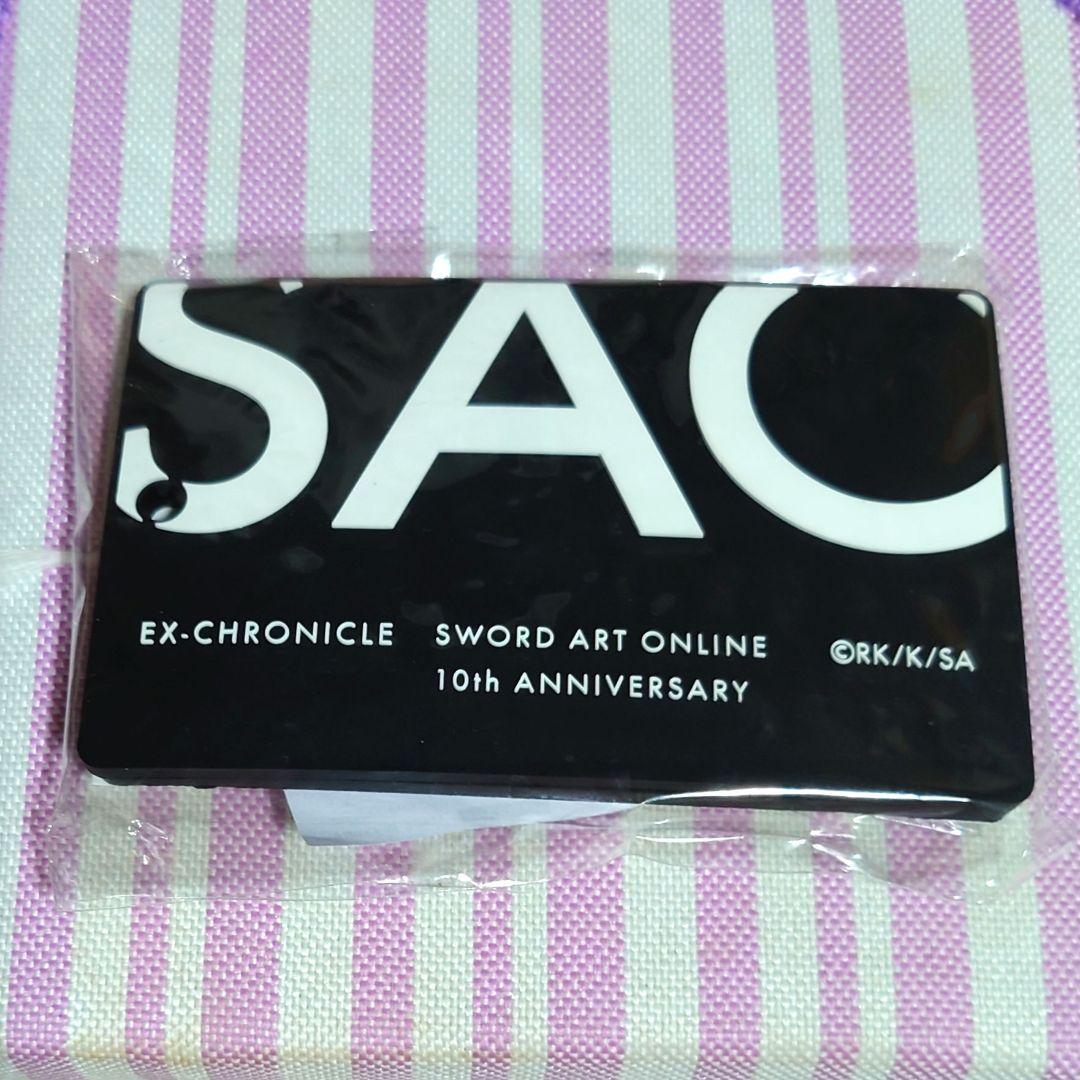 SAO
EX-CHRONICLE
SWORD ART ONLINE
10th ANNIVERSARY
©RK/K/SA